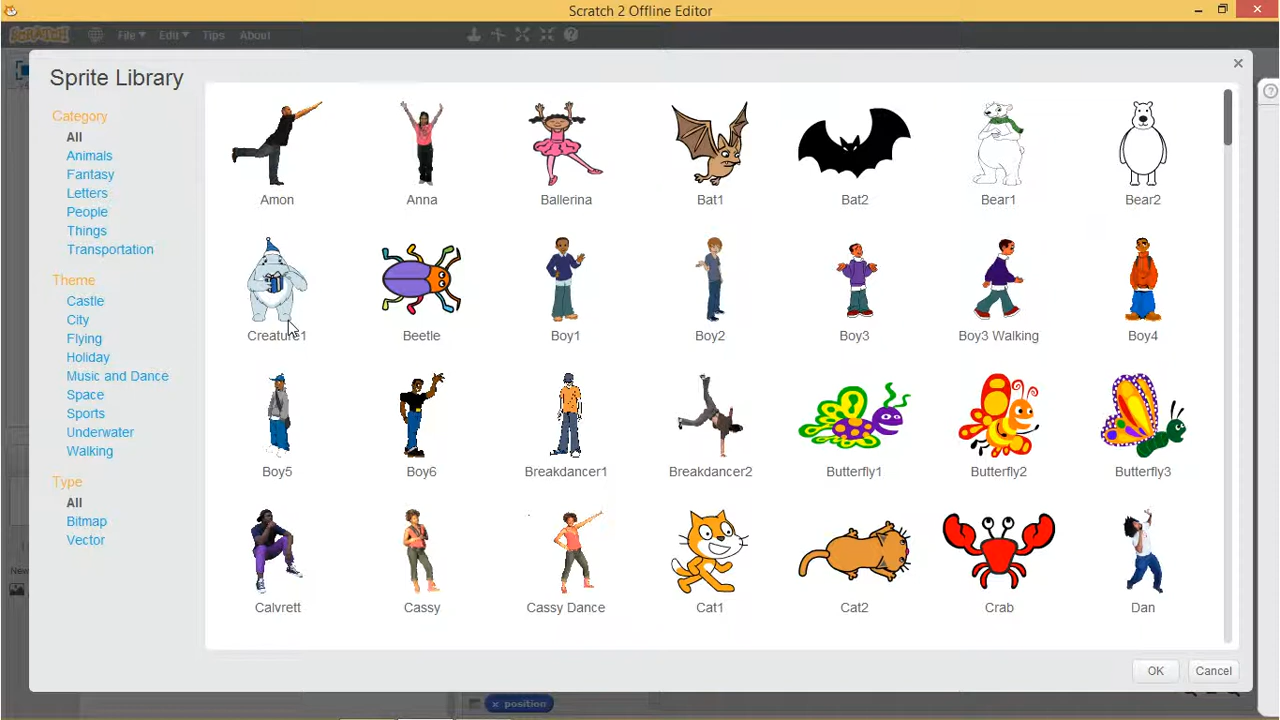 Scratch 2 Offline Editor
SCRATCH File Edit Tips About
Sprite Library
Category
All
Animals
Fantasy
Letters
People
Things
Transportation
Theme
Castle
City
Flying
Holiday
Music and Dance
Space
Sports
Underwater
Walking
Type
All
Bitmap
Vector
Amon Anna Ballerina Bat1 Bat2 Bear1 Bear2
Creature1 Beetle Boy1 Boy2 Boy3 Boy3 Walking Boy4
Boy5 Boy6 Breakdancer1 Breakdancer2 Butterfly1 Butterfly2 Butterfly3
Calvrett Cassy Cassy Dance Cat1 Cat2 Crab Dan
OK Cancel
New
x position